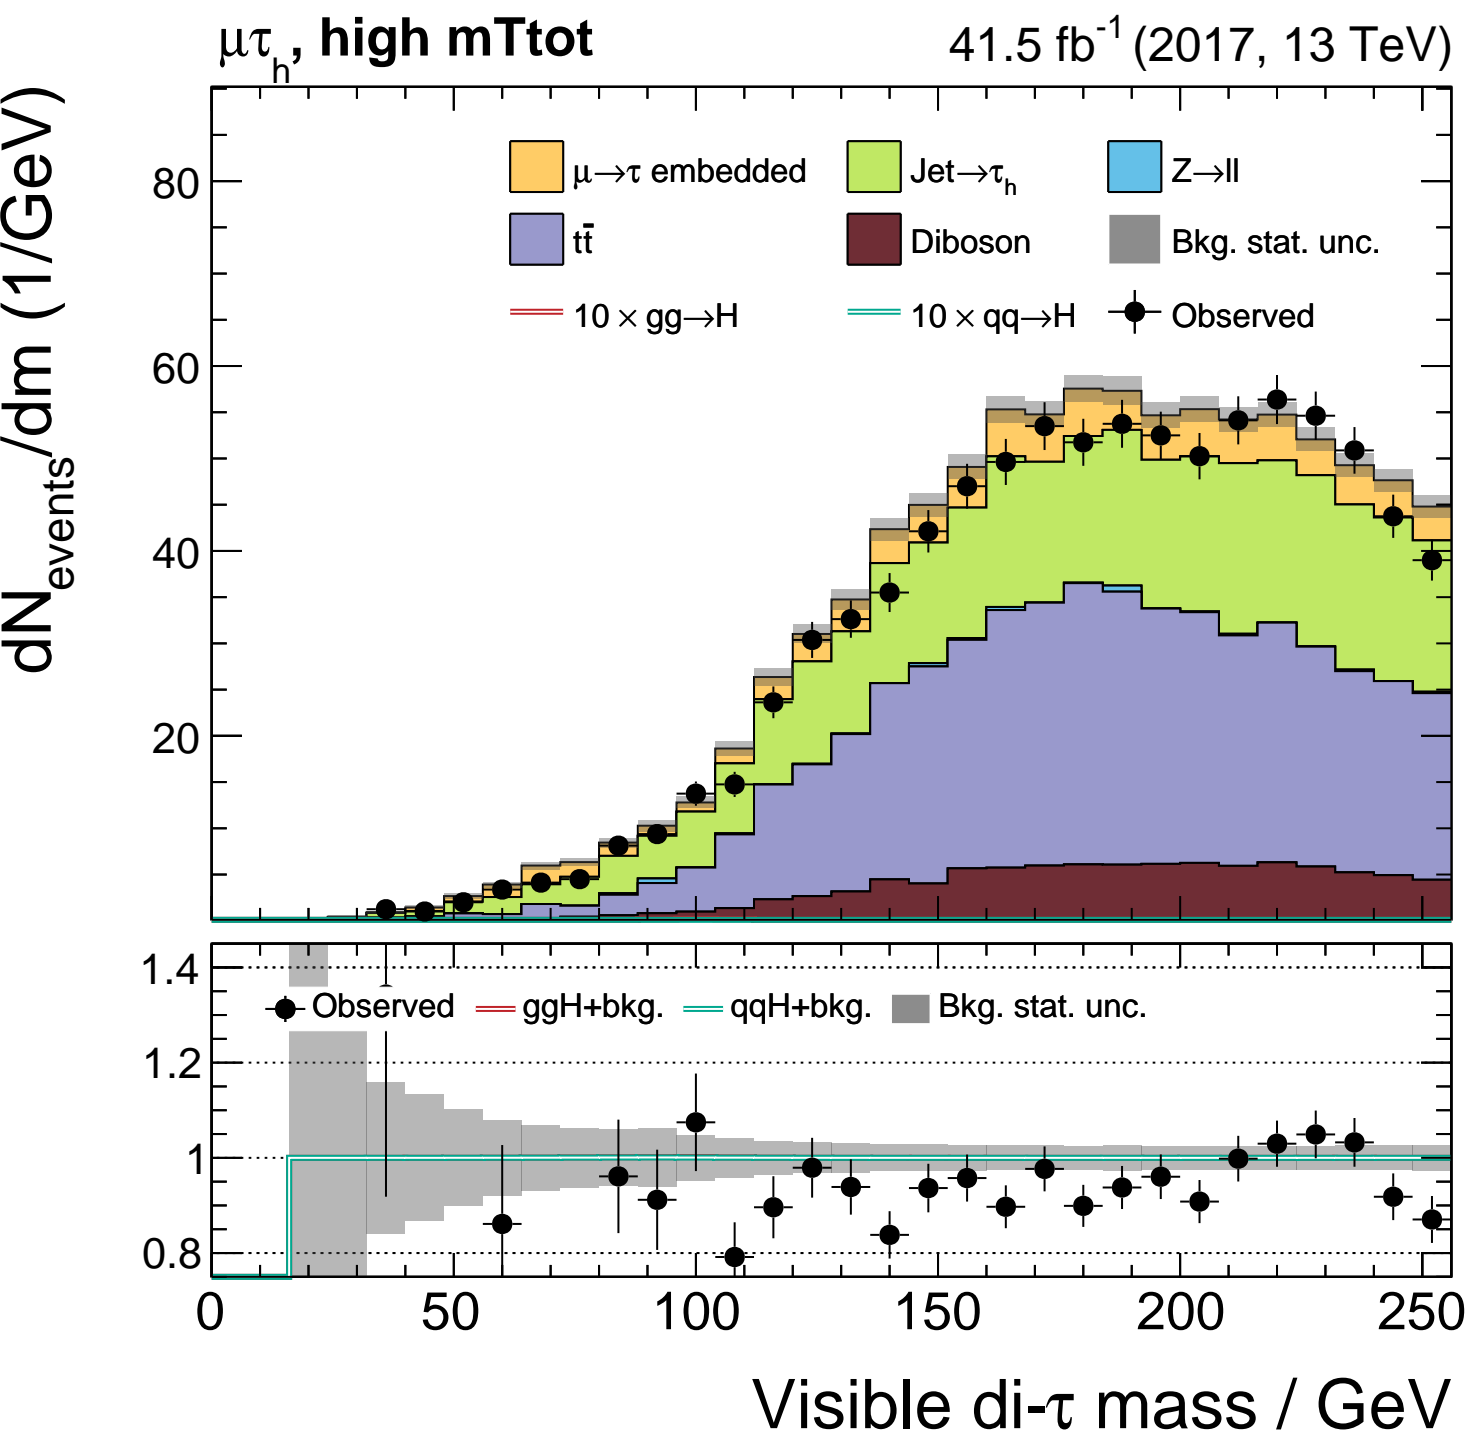 μτh, high mTtot 41.5 fb-1 (2017, 13 TeV)
dNevents/dm (1/GeV)
80
60
40
20
μ→τ embedded Jet→τh Z→ll
tt̄ Diboson Bkg. stat. unc.
10 × gg→H 10 × qq→H Observed
1.4
1.2
1
0.8
Observed ggH+bkg. qqH+bkg. Bkg. stat. unc.
0 50 100 150 200 250
Visible di-τ mass / GeV